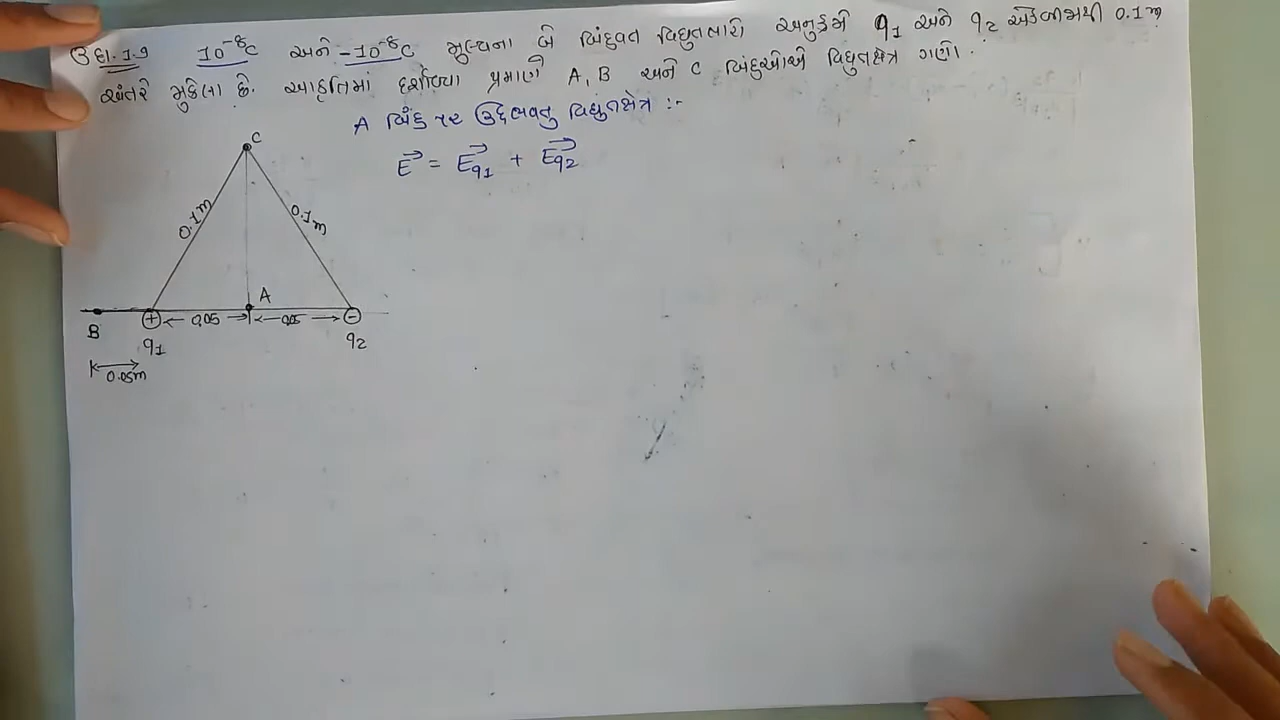 ઉદા. 1.9 10⁻⁸C અને -10⁻⁸C મૂલ્યના બે બિંદુવત વિદ્યુતભારો અનુક્રમે q₁ અને q₂ એકબીજાથી 0.1 m
અંતરે મુકેલા છે. આકૃતિમાં દર્શાવ્યા પ્રમાણે A, B અને C બિંદુઓએ વિદ્યુતક્ષેત્ર ગણો.
A બિંદુ પર ઉદ્દભવતુ વિદ્યુતક્ષેત્ર :-
E⃗ = E⃗q₁ + E⃗q₂
C
0.1m 0.1m
A
+ 0.05 0.05 -
B q₁ q₂
0.05m